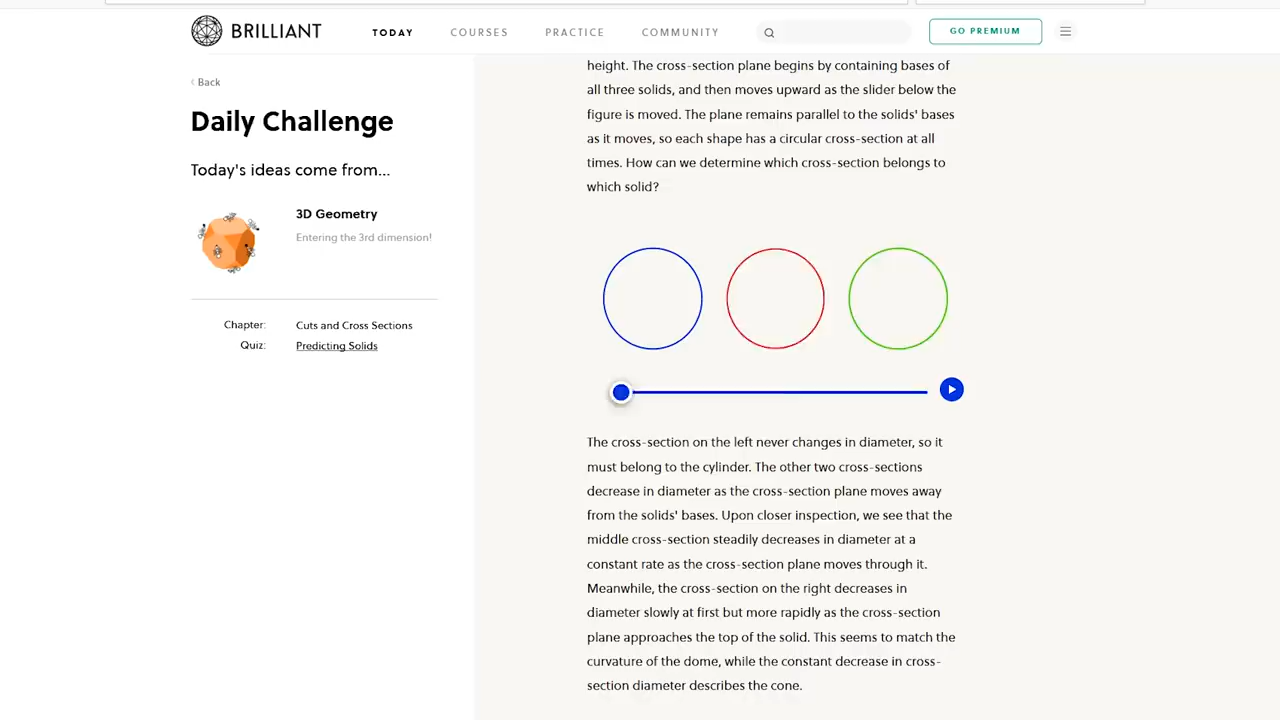 BRILLIANT
TODAY
COURSES
PRACTICE
COMMUNITY
GO PREMIUM
‹ Back
Daily Challenge
Today's ideas come from...
3D Geometry
Entering the 3rd dimension!
Chapter: Cuts and Cross Sections
Quiz: Predicting Solids
height. The cross-section plane begins by containing bases of
all three solids, and then moves upward as the slider below the
figure is moved. The plane remains parallel to the solids' bases
as it moves, so each shape has a circular cross-section at all
times. How can we determine which cross-section belongs to
which solid?
The cross-section on the left never changes in diameter, so it
must belong to the cylinder. The other two cross-sections
decrease in diameter as the cross-section plane moves away
from the solids' bases. Upon closer inspection, we see that the
middle cross-section steadily decreases in diameter at a
constant rate as the cross-section plane moves through it.
Meanwhile, the cross-section on the right decreases in
diameter slowly at first but more rapidly as the cross-section
plane approaches the top of the solid. This seems to match the
curvature of the dome, while the constant decrease in cross-
section diameter describes the cone.